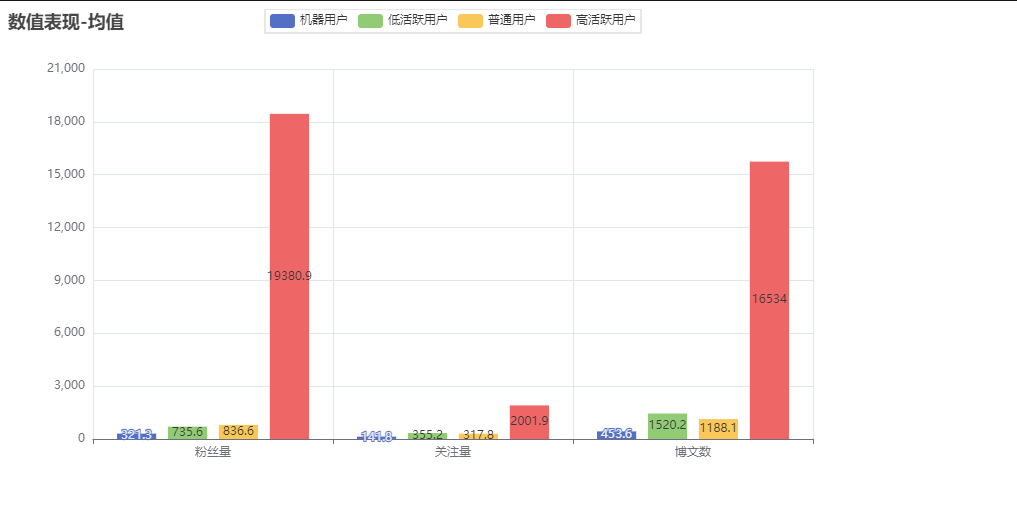 数值表现-均值
机器用户 低活跃用户 普通用户 高活跃用户
21,000
18,000
15,000
12,000
9,000
6,000
3,000
0
321.3 735.6 836.6 19380.9
141.8 355.2 317.8 2001.9
453.6 1520.2 1188.1 16534
粉丝量 关注量 博文数